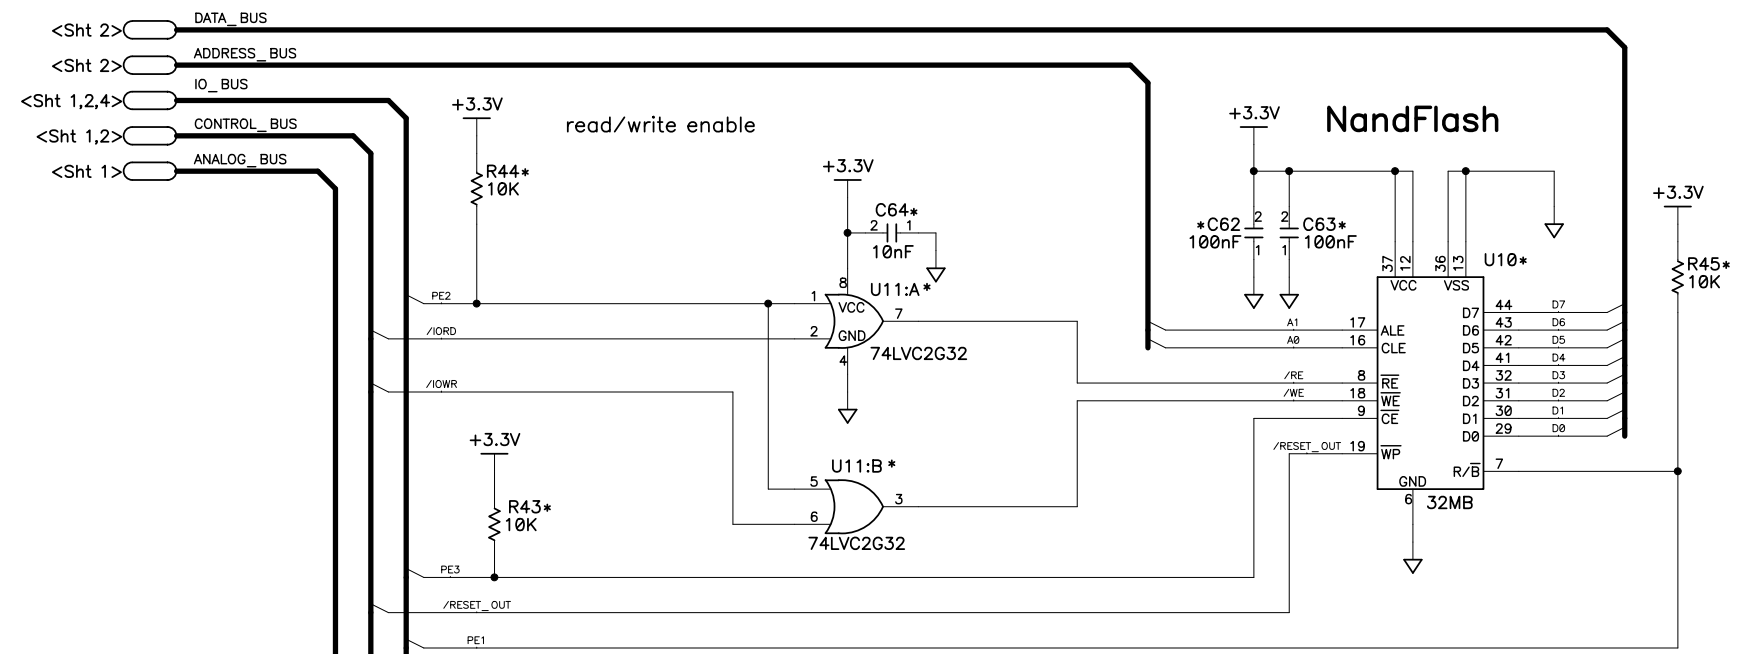 <Sht 2> DATA_BUS
<Sht 2> ADDRESS_BUS
<Sht 1,2,4> IO_BUS
<Sht 1,2> CONTROL_BUS
<Sht 1> ANALOG_BUS
+3.3V
R44*
10K
read/write enable
+3.3V
C64*
2 1
10nF
8
U11:A*
PE2
1
VCC
7
/IORD
2
GND
4
74LVC2G32
/IOWR
+3.3V
R43*
10K
U11:B*
5
3
6
74LVC2G32
PE3
/RESET_OUT
PE1
+3.3V
NandFlash
*C62
100nF
2
1
2
1
C63*
100nF
37 12 36 13
U10*
VCC VSS
+3.3V
R45*
10K
A1 17 ALE
A0 16 CLE
/RE 8 RE
/WE 18 WE
9 CE
/RESET_OUT 19 WP
D7 44 D7
D6 43 D6
D5 42 D5
D4 41 D4
D3 32 D3
D2 31 D2
D1 30 D1
D0 29 D0
R/B 7
GND
6
32MB